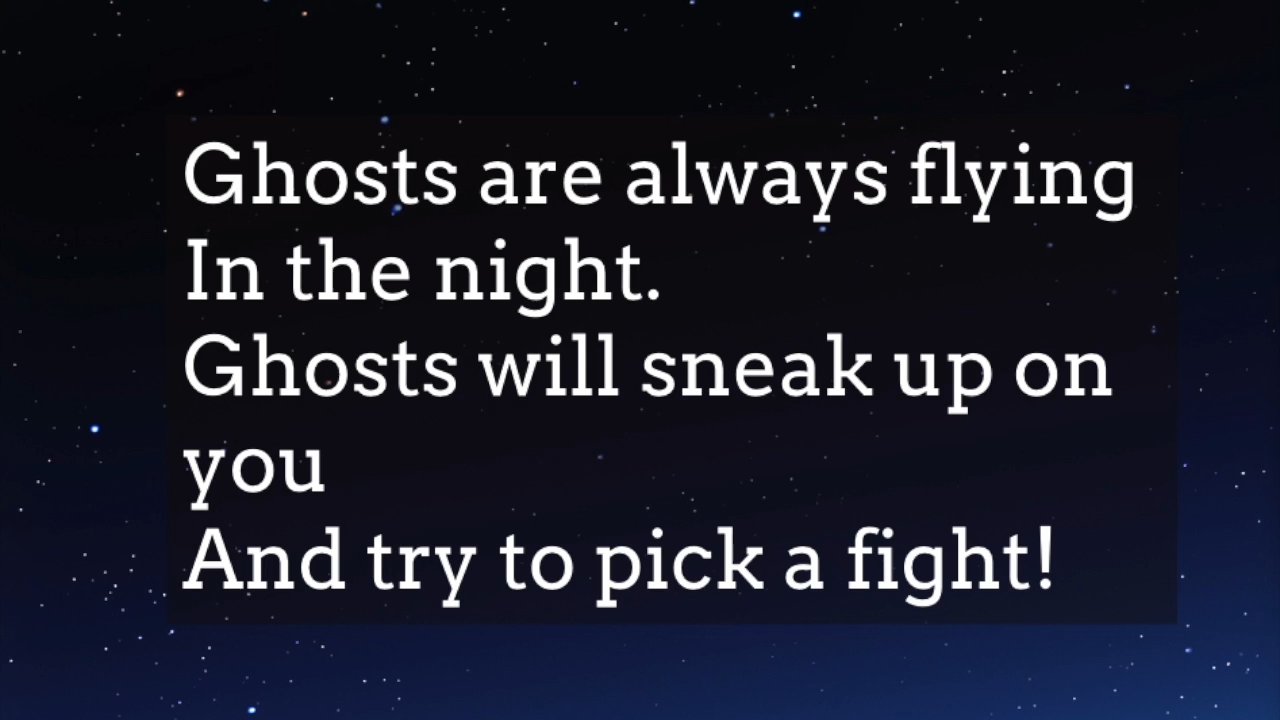 Ghosts are always flying
In the night.
Ghosts will sneak up on
you
And try to pick a fight!